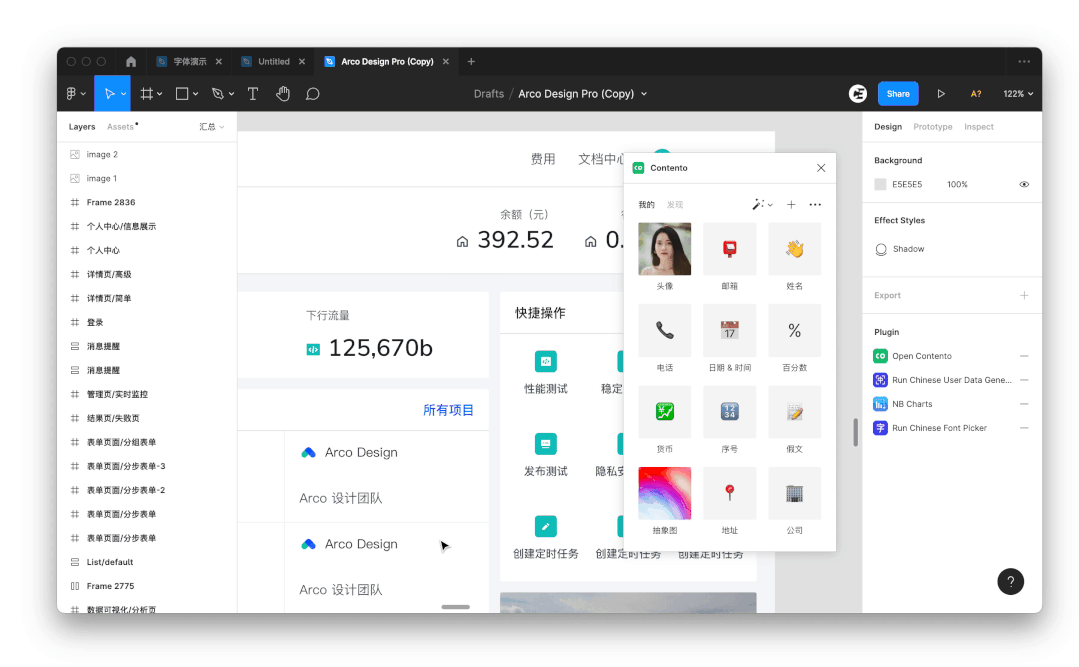 字体演示
Untitled
Arco Design Pro (Copy)
Drafts / Arco Design Pro (Copy)
Share
A?
122%
Layers
Assets
汇总
image 2
image 1
Frame 2836
个人中心/信息展示
个人中心
详情页/高级
详情页/简单
登录
消息提醒
消息提醒
管理页/实时监控
结果页/失败页
表单页面/分组表单
表单页面/分步表单-3
表单页面/分步表单-2
表单页面/分步表单
表单页面/分步表单
List/default
Frame 2775
数据可视化/分析页
费用
文档中心
余额（元）
392.52
0.
下行流量
125,670b
所有项目
Arco Design
Arco 设计团队
Arco Design
Arco 设计团队
快捷操作
性能测试
稳定
发布测试
隐私安
创建定时任务
创建定时任务
创建定时任务
CO
Contento
我的
发现
头像
邮箱
姓名
电话
17
日期 & 时间
%
百分数
货币
1234
序号
假文
抽象图
地址
公司
Design
Prototype
Inspect
Background
E5E5E5
100%
Effect Styles
Shadow
Export
Plugin
CO
Open Contento
Run Chinese User Data Gene...
NB Charts
字
Run Chinese Font Picker
?